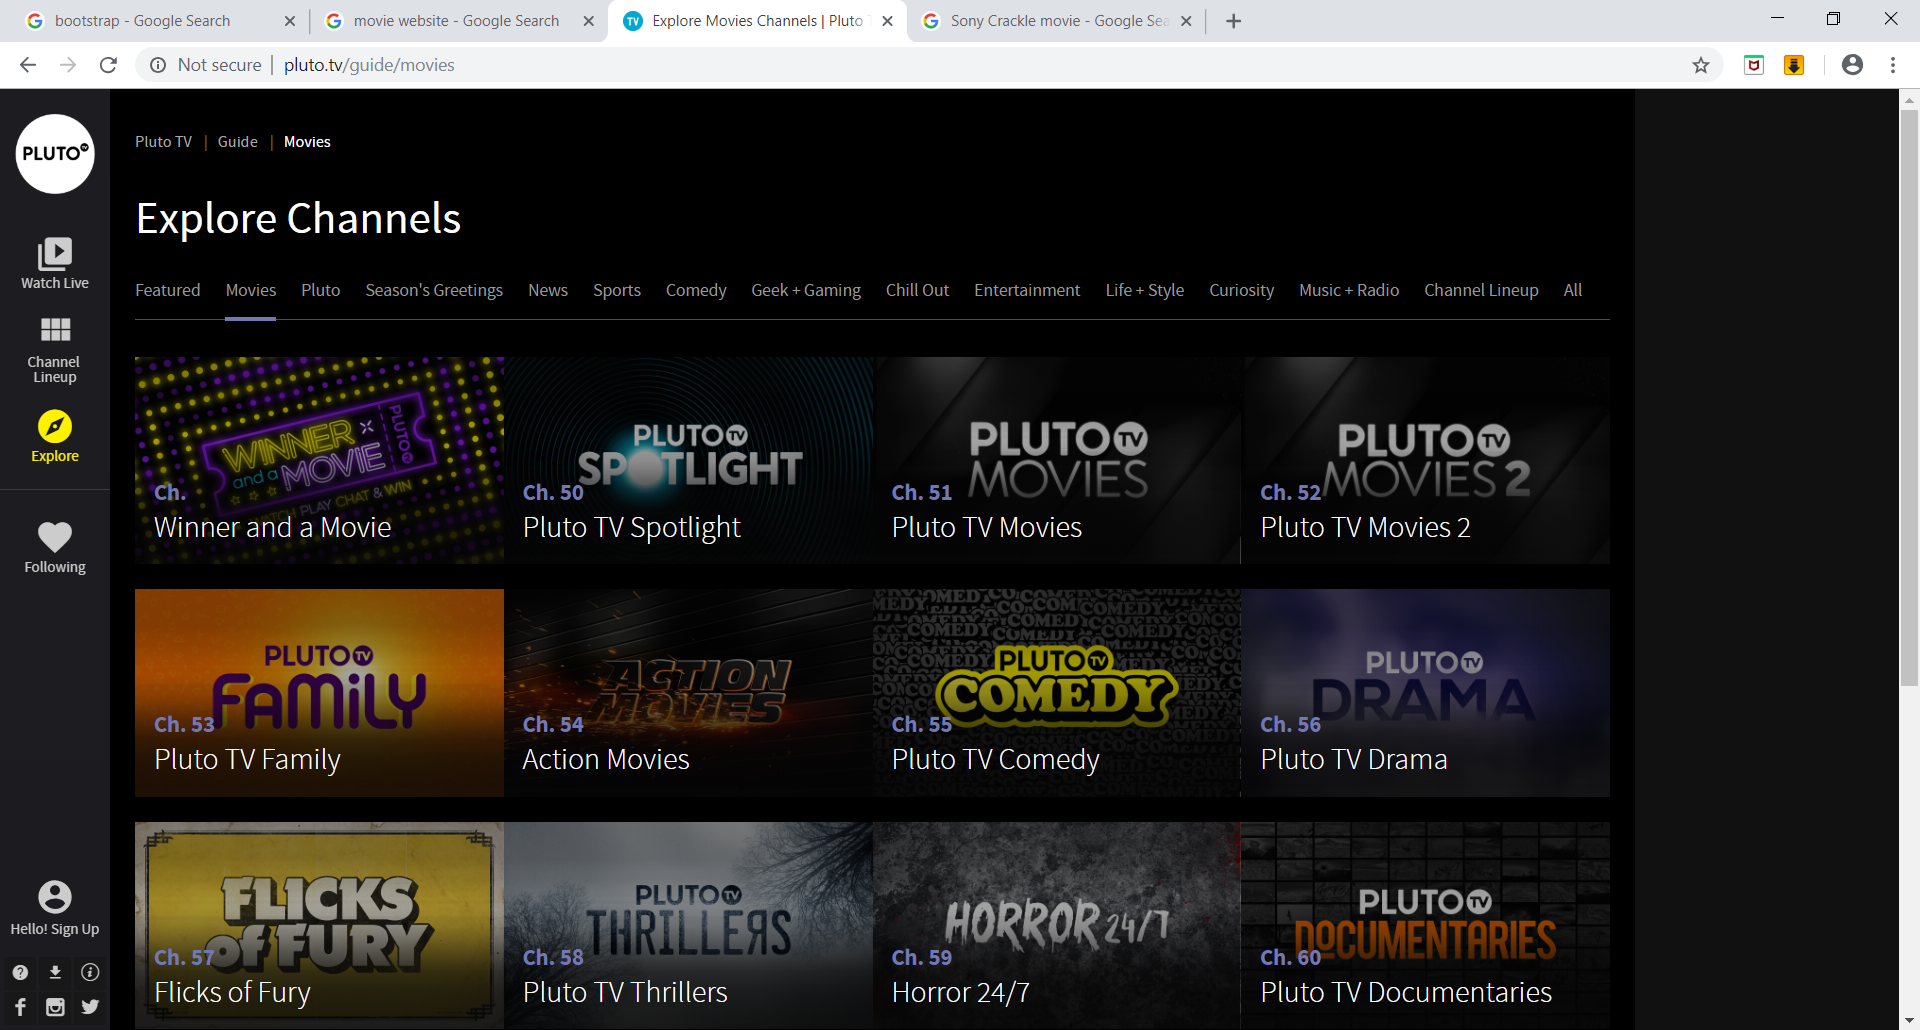 bootstrap - Google Search
movie website - Google Search
Explore Movies Channels | Pluto T
Sony Crackle movie - Google Sea
Not secure | pluto.tv/guide/movies
PLUTO TV
Watch Live
Channel
Lineup
Explore
Following
Hello! Sign Up
Pluto TV | Guide | Movies
Explore Channels
Featured Movies Pluto Season's Greetings News Sports Comedy Geek + Gaming Chill Out Entertainment Life + Style Curiosity Music + Radio Channel Lineup All
WINNER
and a MOVIE
PLUTO TV
WATCH PLAY CHAT & WIN
Ch.
Winner and a Movie
PLUTO TV
SPOTLIGHT
Ch. 50
Pluto TV Spotlight
PLUTO TV
MOVIES
Ch. 51
Pluto TV Movies
PLUTO TV
MOVIES 2
Ch. 52
Pluto TV Movies 2
PLUTO TV
FAMILY
Ch. 53
Pluto TV Family
ACTION
MOVIES
Ch. 54
Action Movies
PLUTO TV
COMEDY
Ch. 55
Pluto TV Comedy
PLUTO TV
DRAMA
Ch. 56
Pluto TV Drama
FLICKS
of FURY
Ch. 57
Flicks of Fury
PLUTO TV
THRILLERS
Ch. 58
Pluto TV Thrillers
HORROR 24/7
Ch. 59
Horror 24/7
PLUTO TV
DOCUMENTARIES
Ch. 60
Pluto TV Documentaries